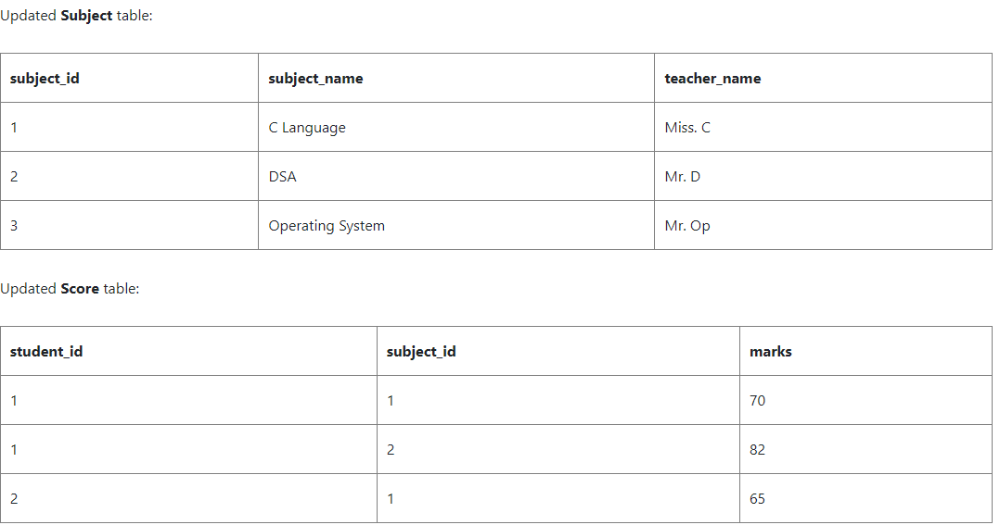 Updated Subject table:
subject_id subject_name teacher_name
1 C Language Miss. C
2 DSA Mr. D
3 Operating System Mr. Op
Updated Score table:
student_id subject_id marks
1 1 70
1 2 82
2 1 65